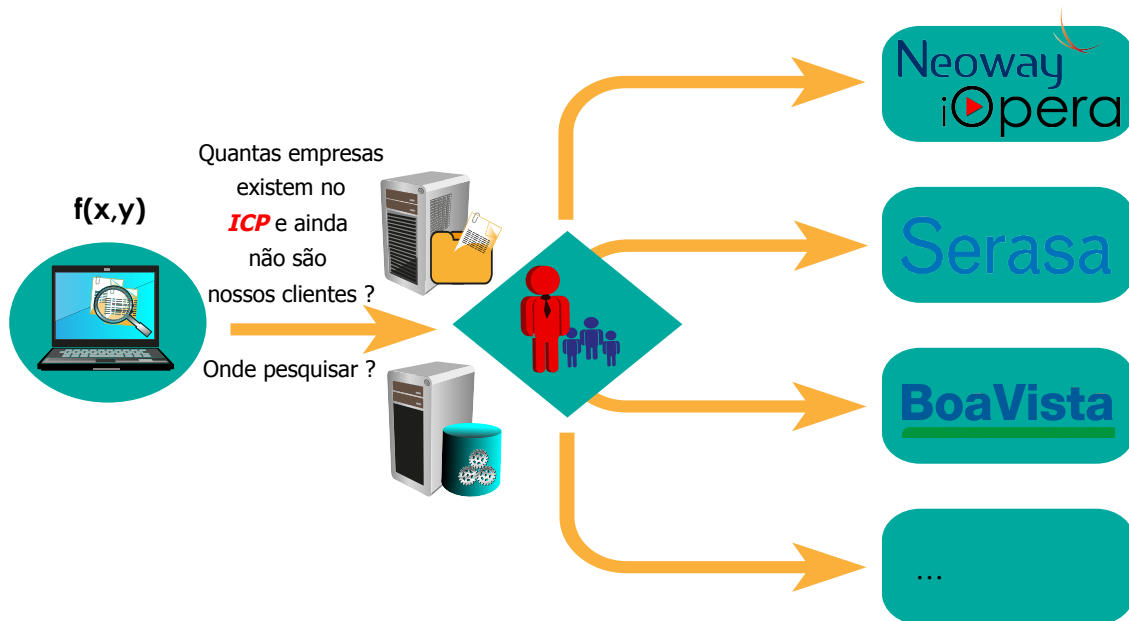 f(x,y)
Quantas empresas
existem no
ICP e ainda
não são
nossos clientes ?
Onde pesquisar ?
Neoway
iOpera
Serasa
BoaVista
...